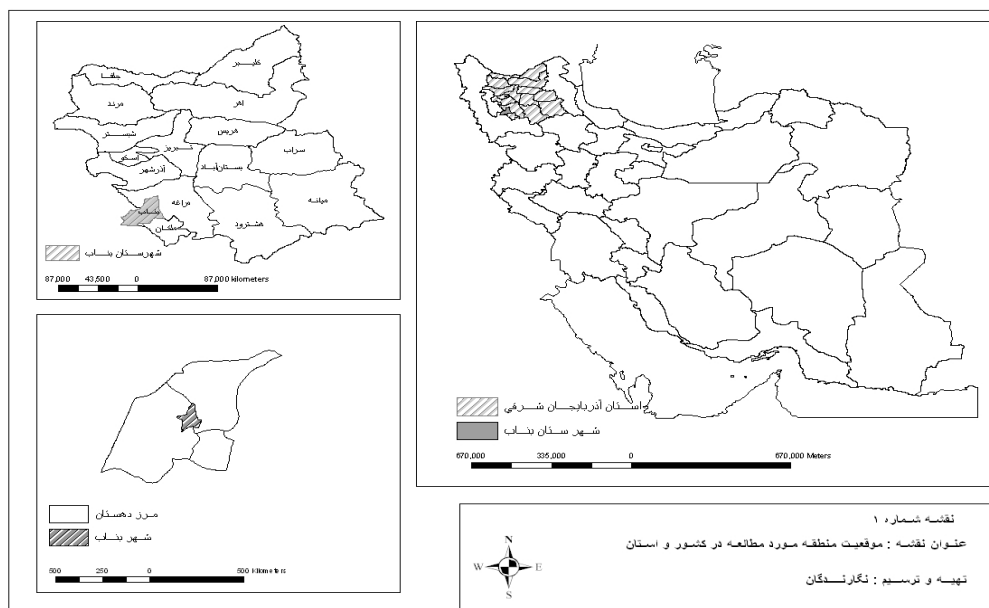 کلیبر
جلفا
اهر
مرند
هریس
شبستر
تبریز
سراب
اسکو
بستان‌آباد
آذرشهر
میانه
مراغه
بناب
هشترود
ملکان
شهرستان بناب
87,000 43,500 0 87,000 kilometers
مرز دهستان
شهر بناب
500 250 0 500 Kilometers
استان آذربایجان شرقی
شهر ستان بناب
670,000 335,000 0 670,000 Meters
نقشه شماره ۱
عنوان نقشه : موقعیت منطقه مورد مطالعه در کشور و استان
تهیه و ترسیم : نگارندگان
N
W E
S